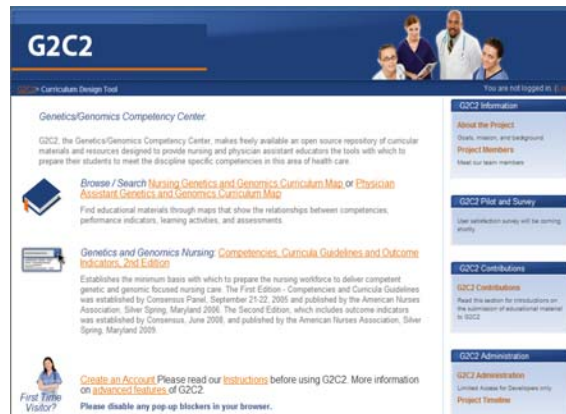 G2C2
G2C2 > Curriculum Design Tool
You are not logged in.
Genetics/Genomics Competency Center:
G2C2, the Genetics/Genomics Competency Center, makes freely available an open source repository of curricular
materials and resources designed to provide nursing and physician assistant educators the tools with which to
prepare their students to meet the discipline specific competencies in this area of health care.
Browse / Search Nursing Genetics and Genomics Curriculum Map or Physician
Assistant Genetics and Genomics Curriculum Map
Find educational materials through maps that show the relationships between competencies,
performance indicators, learning activities, and assessments.
Genetics and Genomics Nursing: Competencies, Curricula Guidelines and Outcome
Indicators, 2nd Edition
Establishes the minimum basis with which to prepare the nursing workforce to deliver competent
genetic and genomic focused nursing care. The First Edition - Competencies and Curricula Guidelines
was established by Consensus Panel, September 21-22, 2005 and published by the American Nurses
Association, Silver Spring, Maryland 2006. The Second Edition, which includes outcome indicators
was established by Consensus, June 2008, and published by the American Nurses Association, Silver
Spring, Maryland 2009.
First Time
Visitor?
Create an Account Please read our Instructions before using G2C2. More information
on advanced features of G2C2.
Please disable any pop-up blockers in your browser.
G2C2 Information
About the Project
Goals, mission, and background
Project Members
Meet our team members
G2C2 Pilot and Survey
User satisfaction survey will be coming
shortly
G2C2 Contributions
G2C2 Contributions
Read this section for introductions on
the submission of educational material
to G2C2
G2C2 Administration
G2C2 Administration
Limited Access for Developers only
Project Timeline